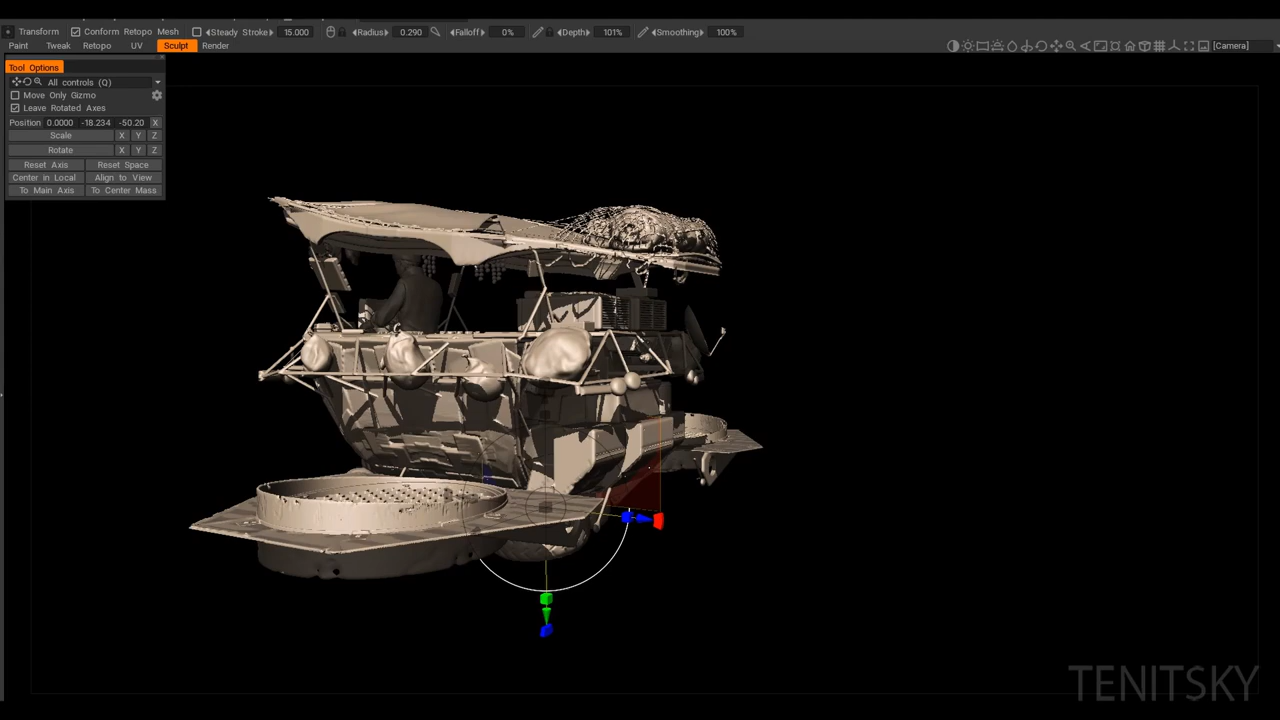 Transform Conform Retopo Mesh Steady Stroke 15.000 Radius 0.290 Falloff 0% Depth 101% Smoothing 100%
Paint Tweak Retopo UV Sculpt Render [Camera]
Tool Options
All controls (Q)
Move Only Gizmo
Leave Rotated Axes
Position 0.0000 -18.234 -50.20 X
Scale X Y Z
Rotate X Y Z
Reset Axis Reset Space
Center in Local Align to View
To Main Axis To Center Mass
TENITSKY